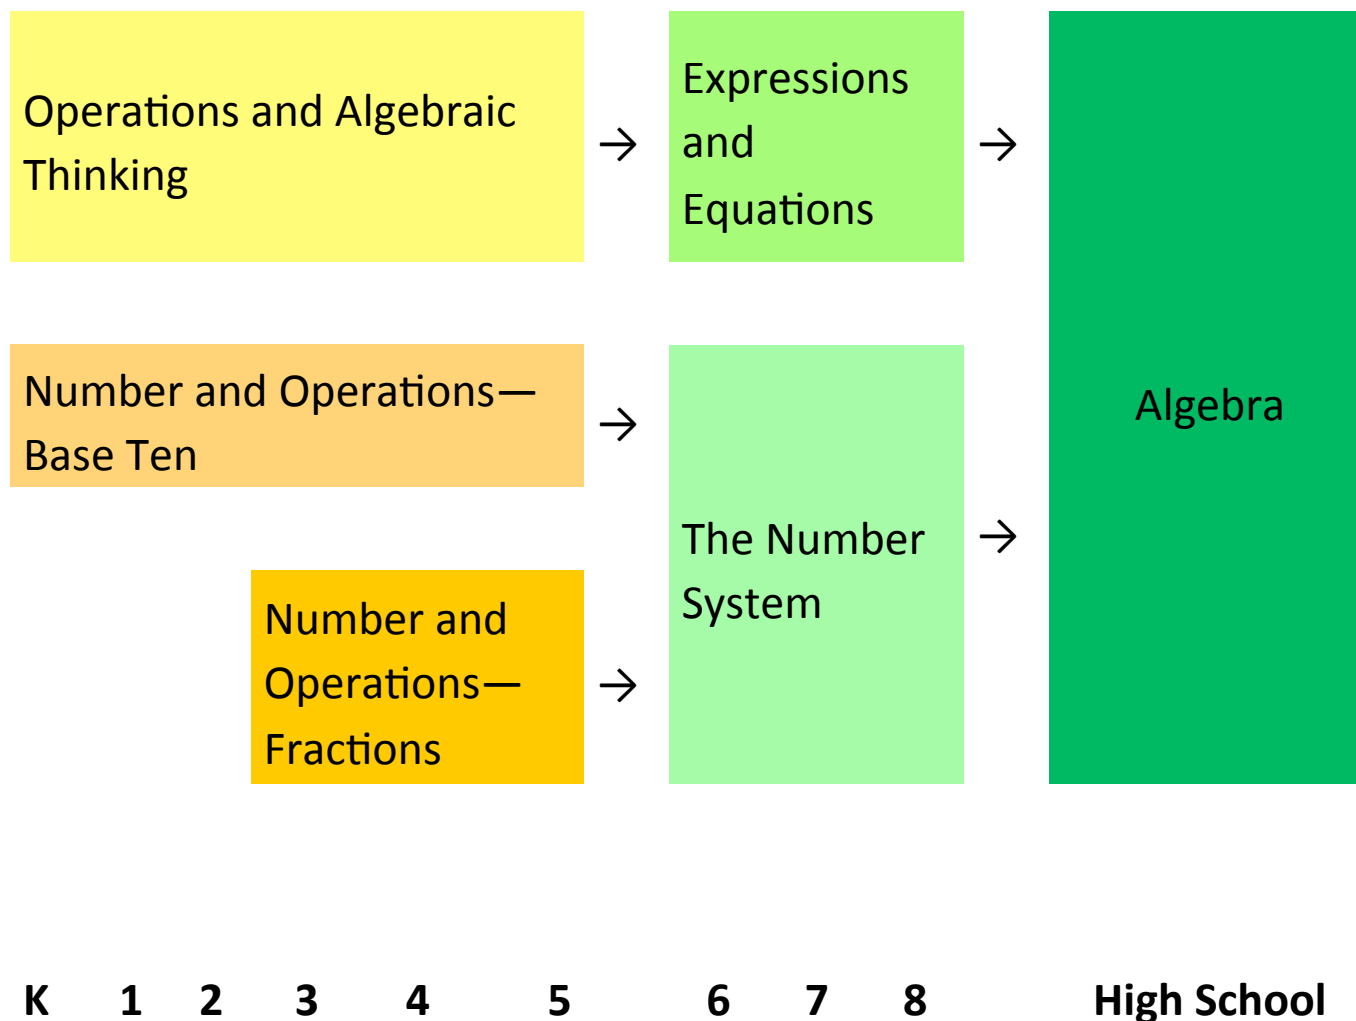 Operations and Algebraic
Thinking
→
Expressions
and
Equations
→
Number and Operations—
Base Ten
→
Algebra
The Number
System
→
Number and
Operations—
Fractions
→
K 1 2 3 4 5 6 7 8 High School